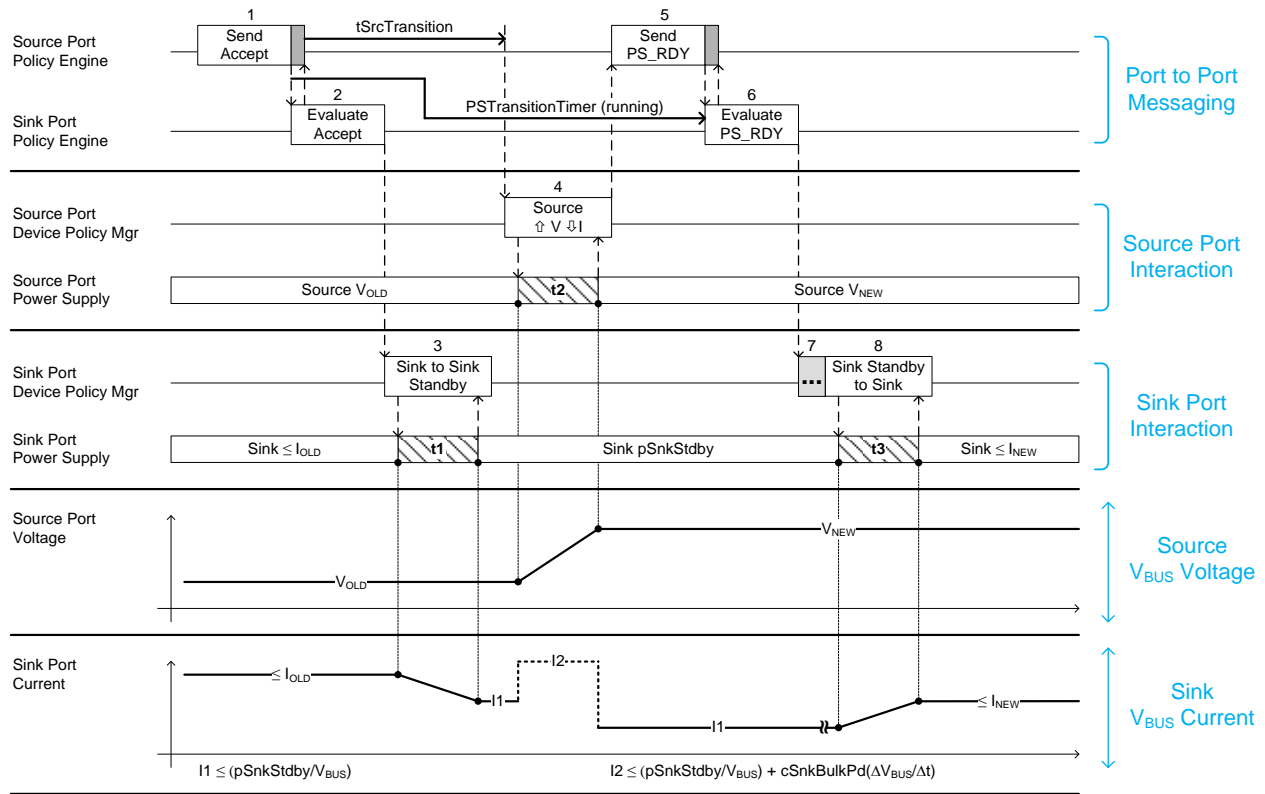 1
5
tSrcTransition
Source Port
Policy Engine
Send
Accept
Send
PS_RDY
Port to Port
Messaging
2
6
PSTransitionTimer (running)
Sink Port
Policy Engine
Evaluate
Accept
Evaluate
PS_RDY
4
Source Port
Device Policy Mgr
Source
⇧ V ⇩I
Source Port
Interaction
Source Port
Power Supply
Source VOLD
t2
Source VNEW
3
7
8
Sink Port
Device Policy Mgr
Sink to Sink
Standby
...
Sink Standby
to Sink
Sink Port
Interaction
Sink Port
Power Supply
Sink ≤ IOLD
t1
Sink pSnkStdby
t3
Sink ≤ INEW
Source Port
Voltage
VOLD
VNEW
Source
VBUS Voltage
Sink Port
Current
≤ IOLD
I1
I2
I1
≤ INEW
Sink
VBUS Current
I1 ≤ (pSnkStdby/VBUS)
I2 ≤ (pSnkStdby/VBUS) + cSnkBulkPd(ΔVBUS/Δt)